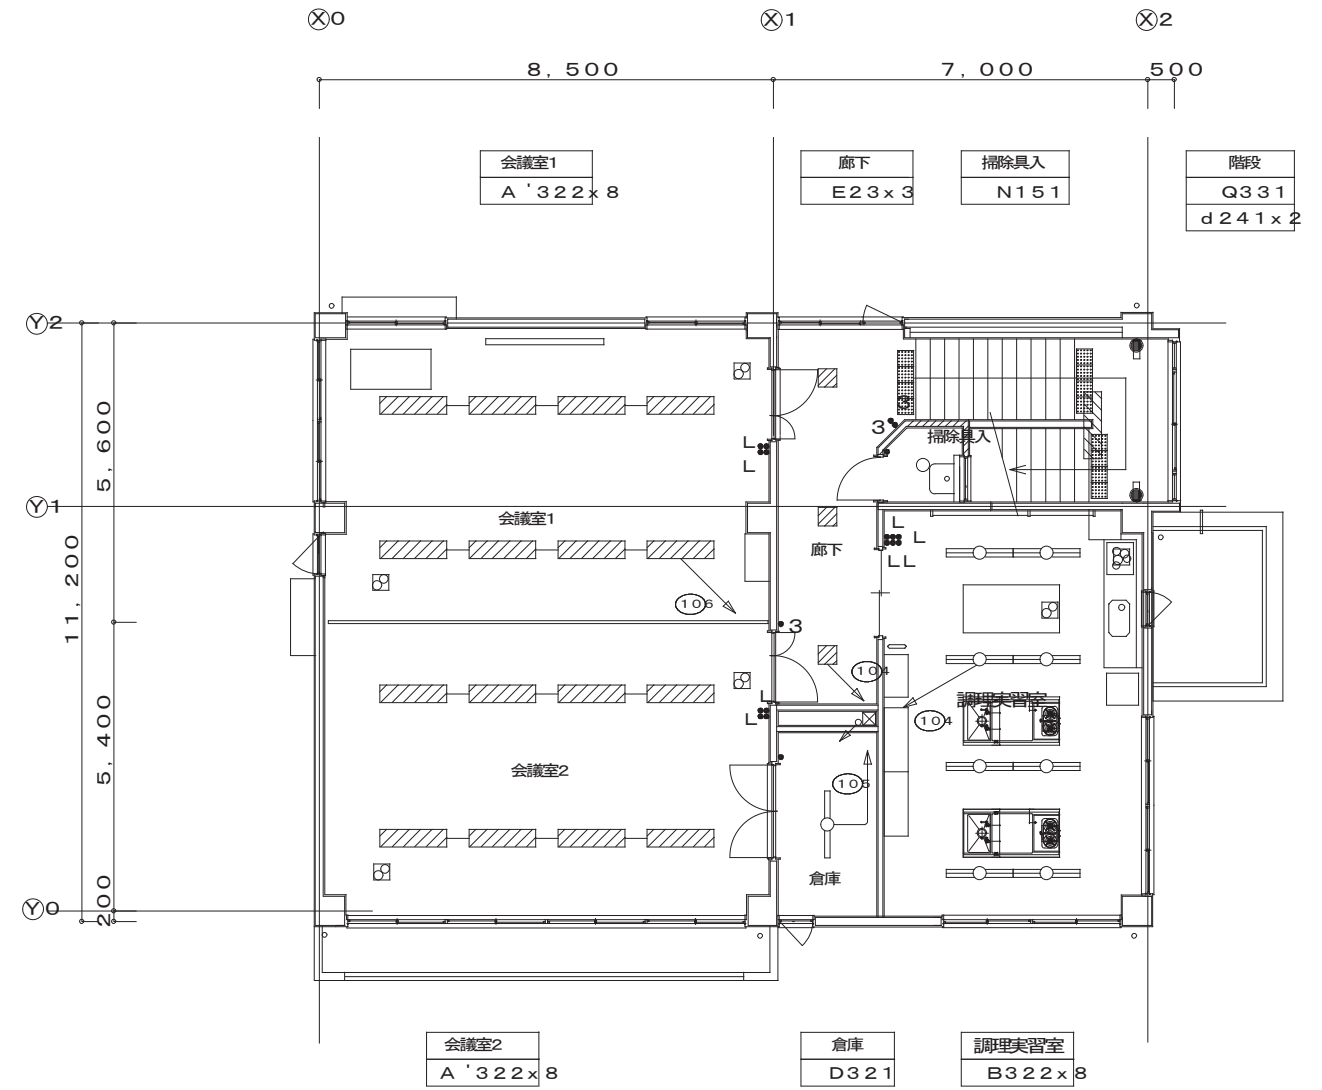 X0
X1
X2
8,500
7,000
500
会議室1
A'322x8
廊下
E23x3
掃除具入
N151
階段
Q331
d241x2
Y2
5,600
3
3
掃除具入
L
L
Y1
会議室1
廊下
L
L
LL
11,200
106
3
104
調理実習室
104
L
L
5,400
会議室2
105
倉庫
Y0
200
会議室2
A'322x8
倉庫
D321
調理実習室
B322x8